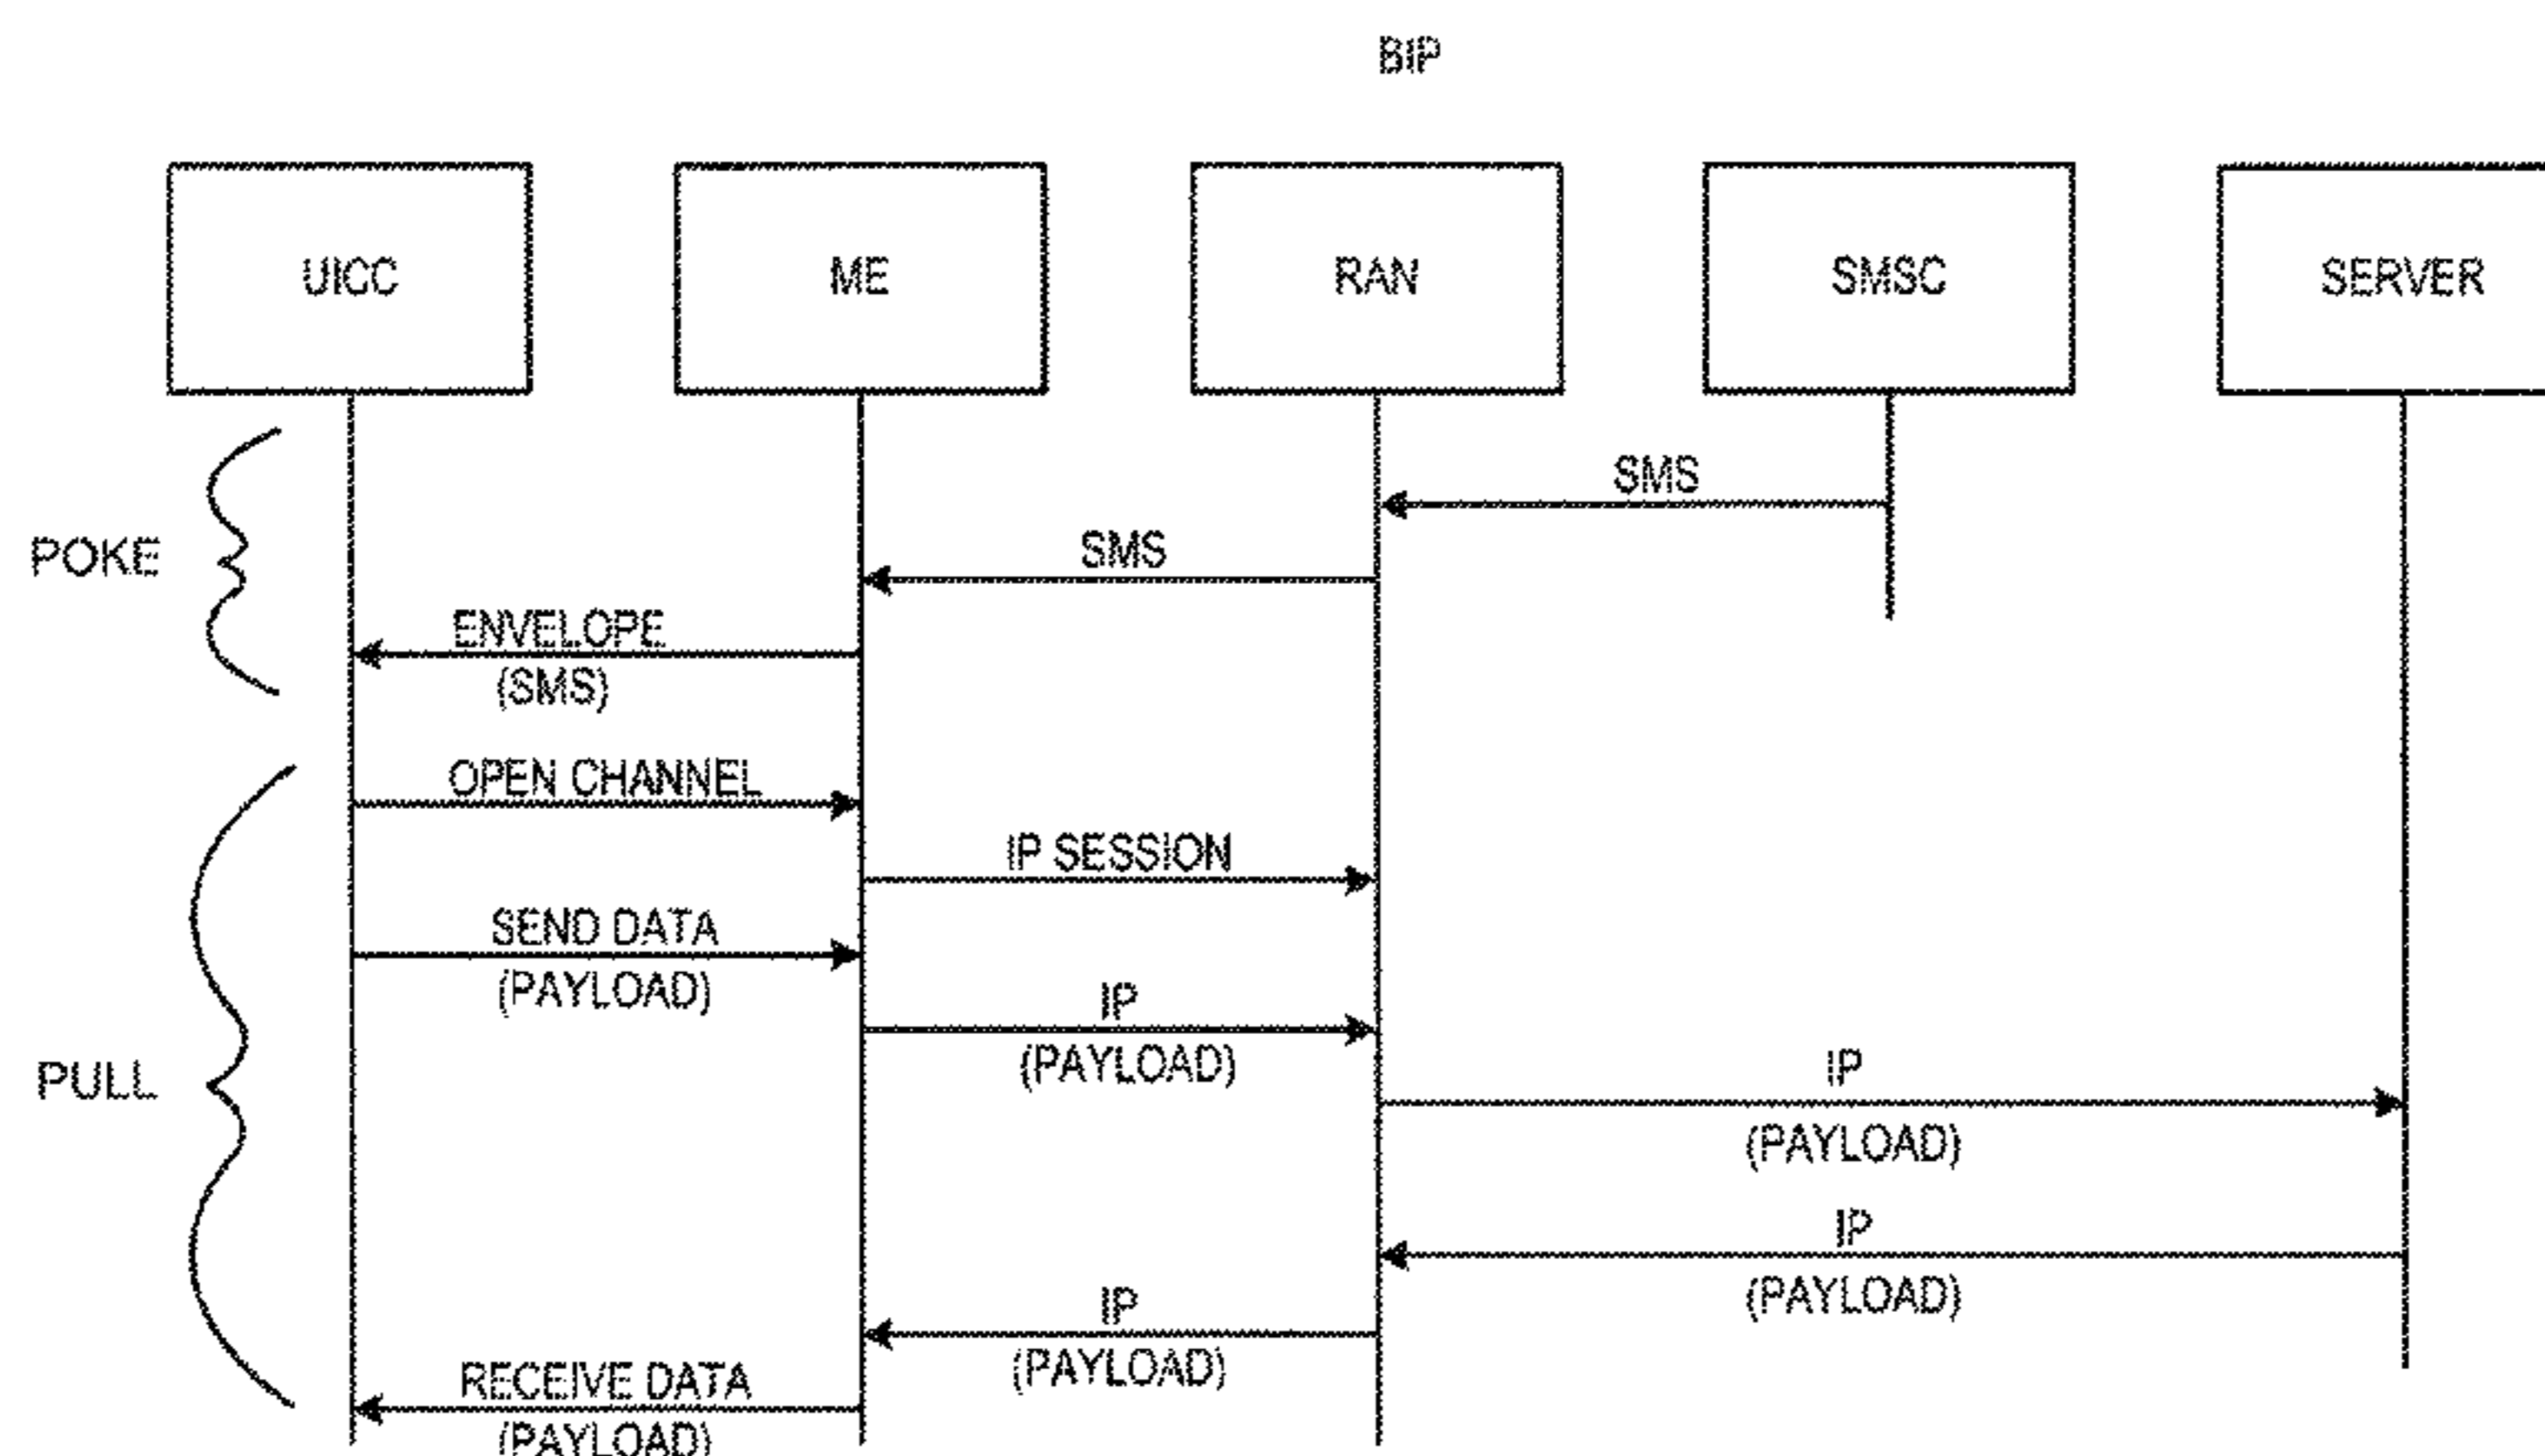 BIP
UICC
ME
RAN
SMSC
SERVER
SMS
SMS
POKE
ENVELOPE
(SMS)
OPEN CHANNEL
IP SESSION
SEND DATA
(PAYLOAD)
IP
(PAYLOAD)
PULL
IP
(PAYLOAD)
IP
(PAYLOAD)
IP
(PAYLOAD)
RECEIVE DATA
(PAYLOAD)